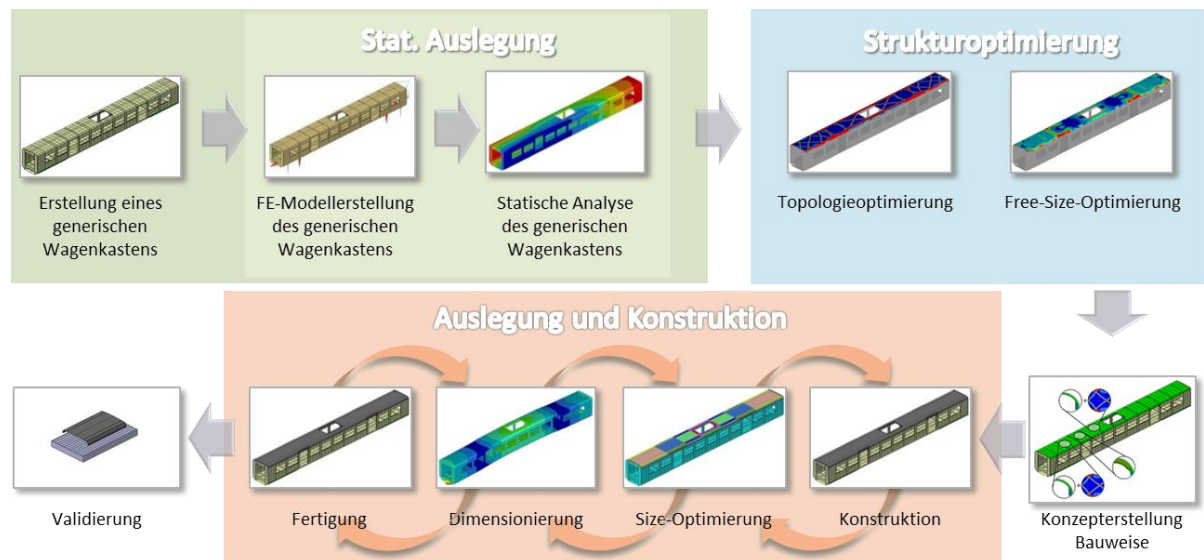 Stat. Auslegung
Strukturoptimierung
Erstellung eines
generischen
Wagenkastens
FE-Modellerstellung
des generischen
Wagenkastens
Statische Analyse
des generischen
Wagenkastens
Topologieoptimierung
Free-Size-Optimierung
Auslegung und Konstruktion
Validierung
Fertigung
Dimensionierung
Size-Optimierung
Konstruktion
Konzepterstellung
Bauweise